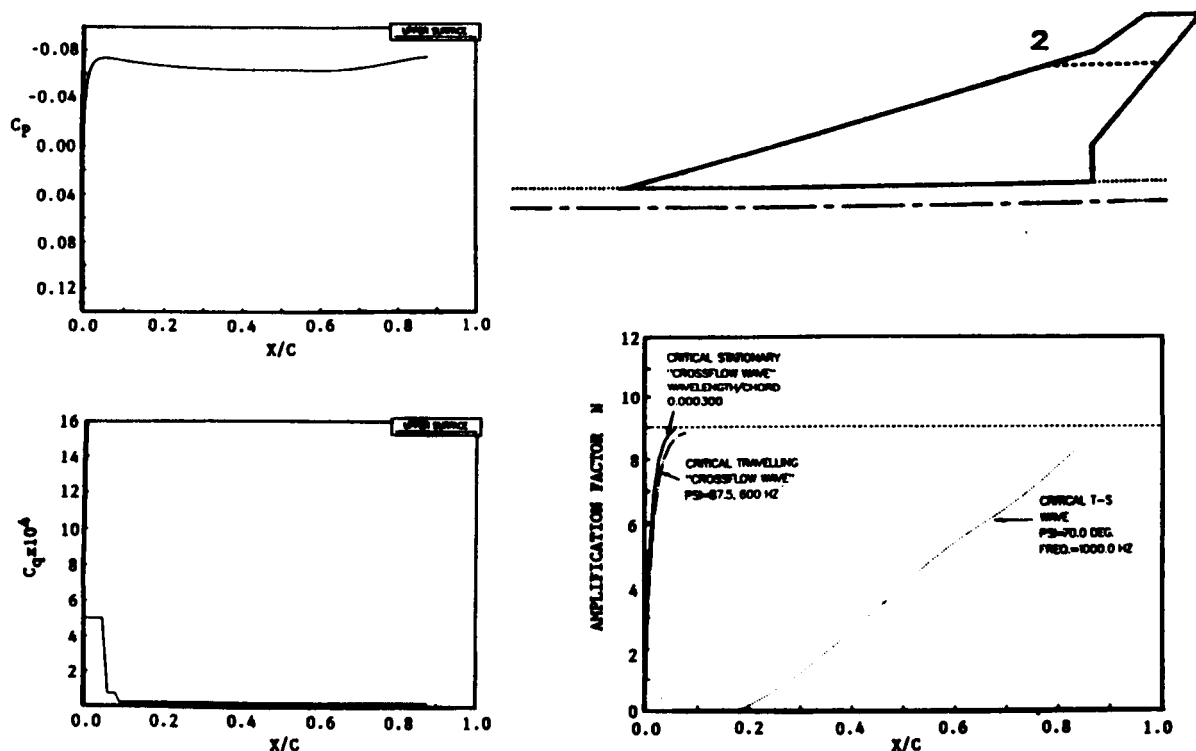 UPPER SURFACE
-0.08
-0.04
Cp
0.00
0.04
0.08
0.12
0.0 0.2 0.4 0.6 0.8 1.0
X/C
2
UPPER SURFACE
16
14
12
10
8
6
4
2
Cq×10⁴
0.0 0.2 0.4 0.6 0.8 1.0
X/C
12
10
8
6
4
2
0
AMPLIFICATION FACTOR N
CRITICAL STATIONARY
"CROSSFLOW WAVE"
WAVELENGTH/CHORD
0.000300
CRITICAL TRAVELLING
"CROSSFLOW WAVE"
PSI=87.5, 600 HZ
CRITICAL T-S
WAVE
PSI=70.0 DEG.
FREQ.=1000.0 HZ
0.0 0.2 0.4 0.6 0.8 1.0
X/C